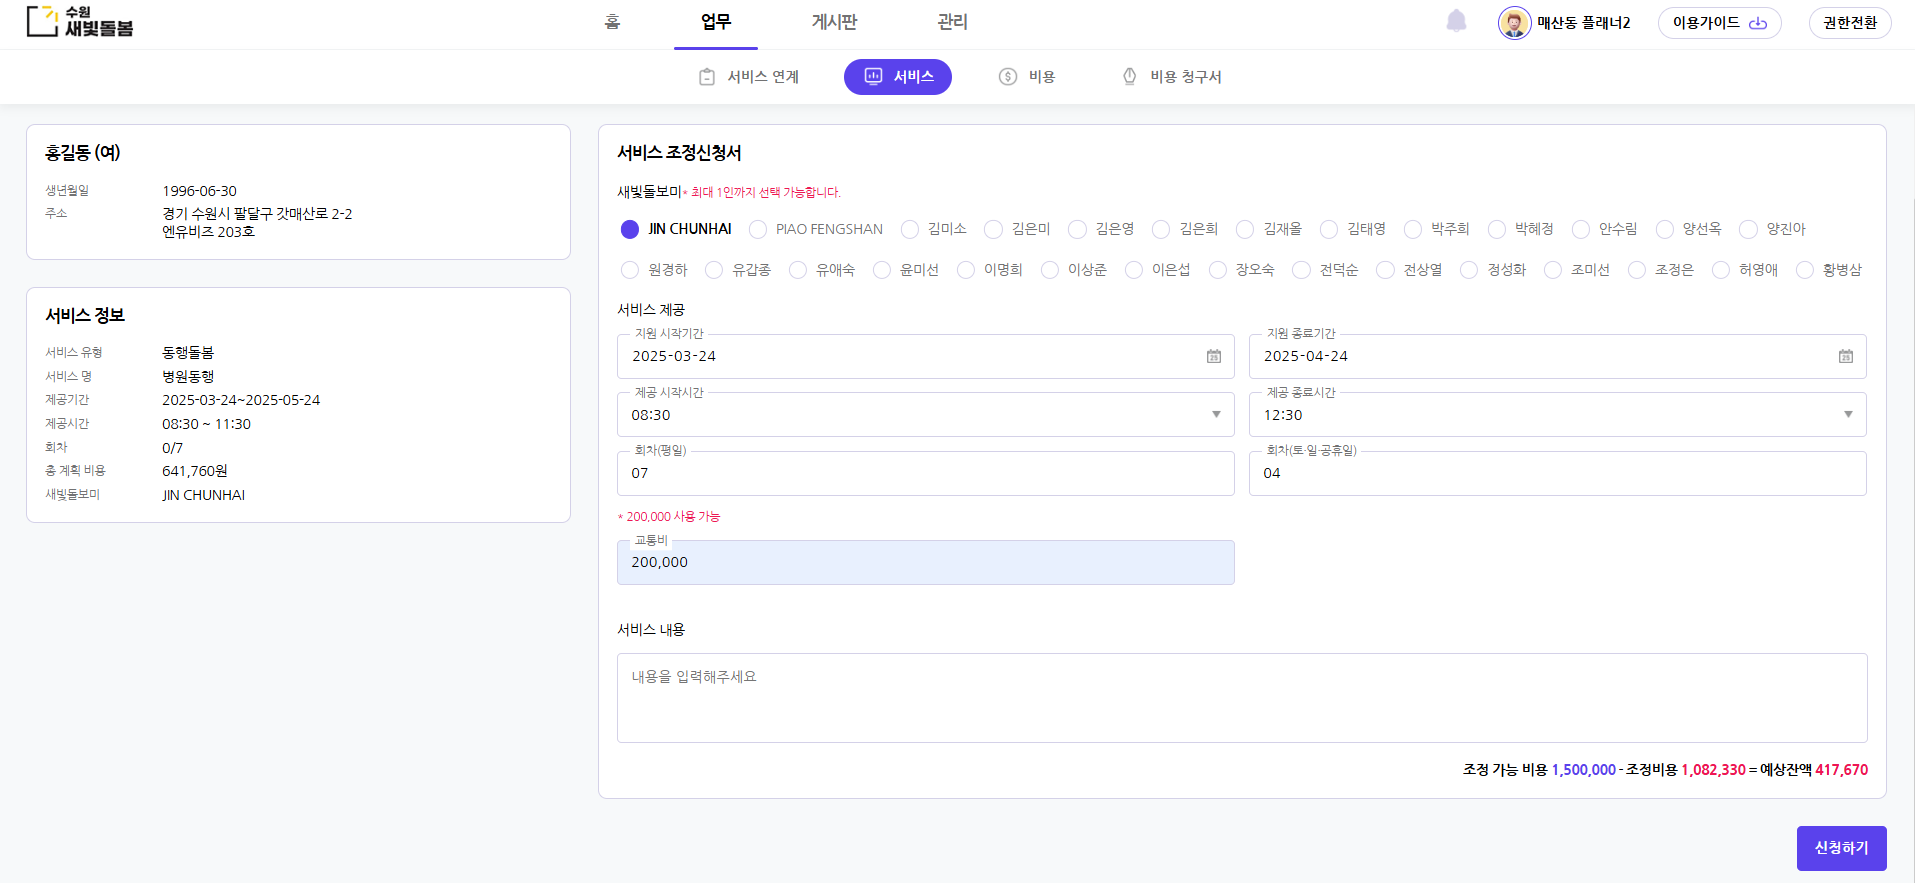 수원
새빛돌봄
홈 업무 게시판 관리
매산동 플래너2 이용가이드 권한전환
서비스 연계 서비스 비용 비용 청구서
홍길동 (여)
생년월일 1996-06-30
주소 경기 수원시 팔달구 갓매산로 2-2
엔유비즈 203호
서비스 정보
서비스 유형 동행돌봄
서비스 명 병원동행
제공기간 2025-03-24~2025-05-24
제공시간 08:30 ~ 11:30
회차 0/7
총 계획 비용 641,760원
새빛돌보미 JIN CHUNHAI
서비스 조정신청서
새빛돌보미* 최대 1인까지 선택 가능합니다.
JIN CHUNHAI PIAO FENGSHAN 김미소 김은미 김은영 김은희 김재울 김태영 박주희 박혜정 안수림 양선옥 양진아
원경하 유갑종 유애숙 윤미선 이명희 이상준 이은섭 장오숙 전덕순 전상열 정성화 조미선 조정은 허영애 황병삼
서비스 제공
지원 시작기간 지원 종료기간
2025-03-24 2025-04-24
제공 시작시간 제공 종료시간
08:30 12:30
회차(평일) 회차(토·일·공휴일)
07 04
* 200,000 사용 가능
교통비
200,000
서비스 내용
내용을 입력해주세요
조정 가능 비용 1,500,000 - 조정비용 1,082,330 = 예상잔액 417,670
신청하기